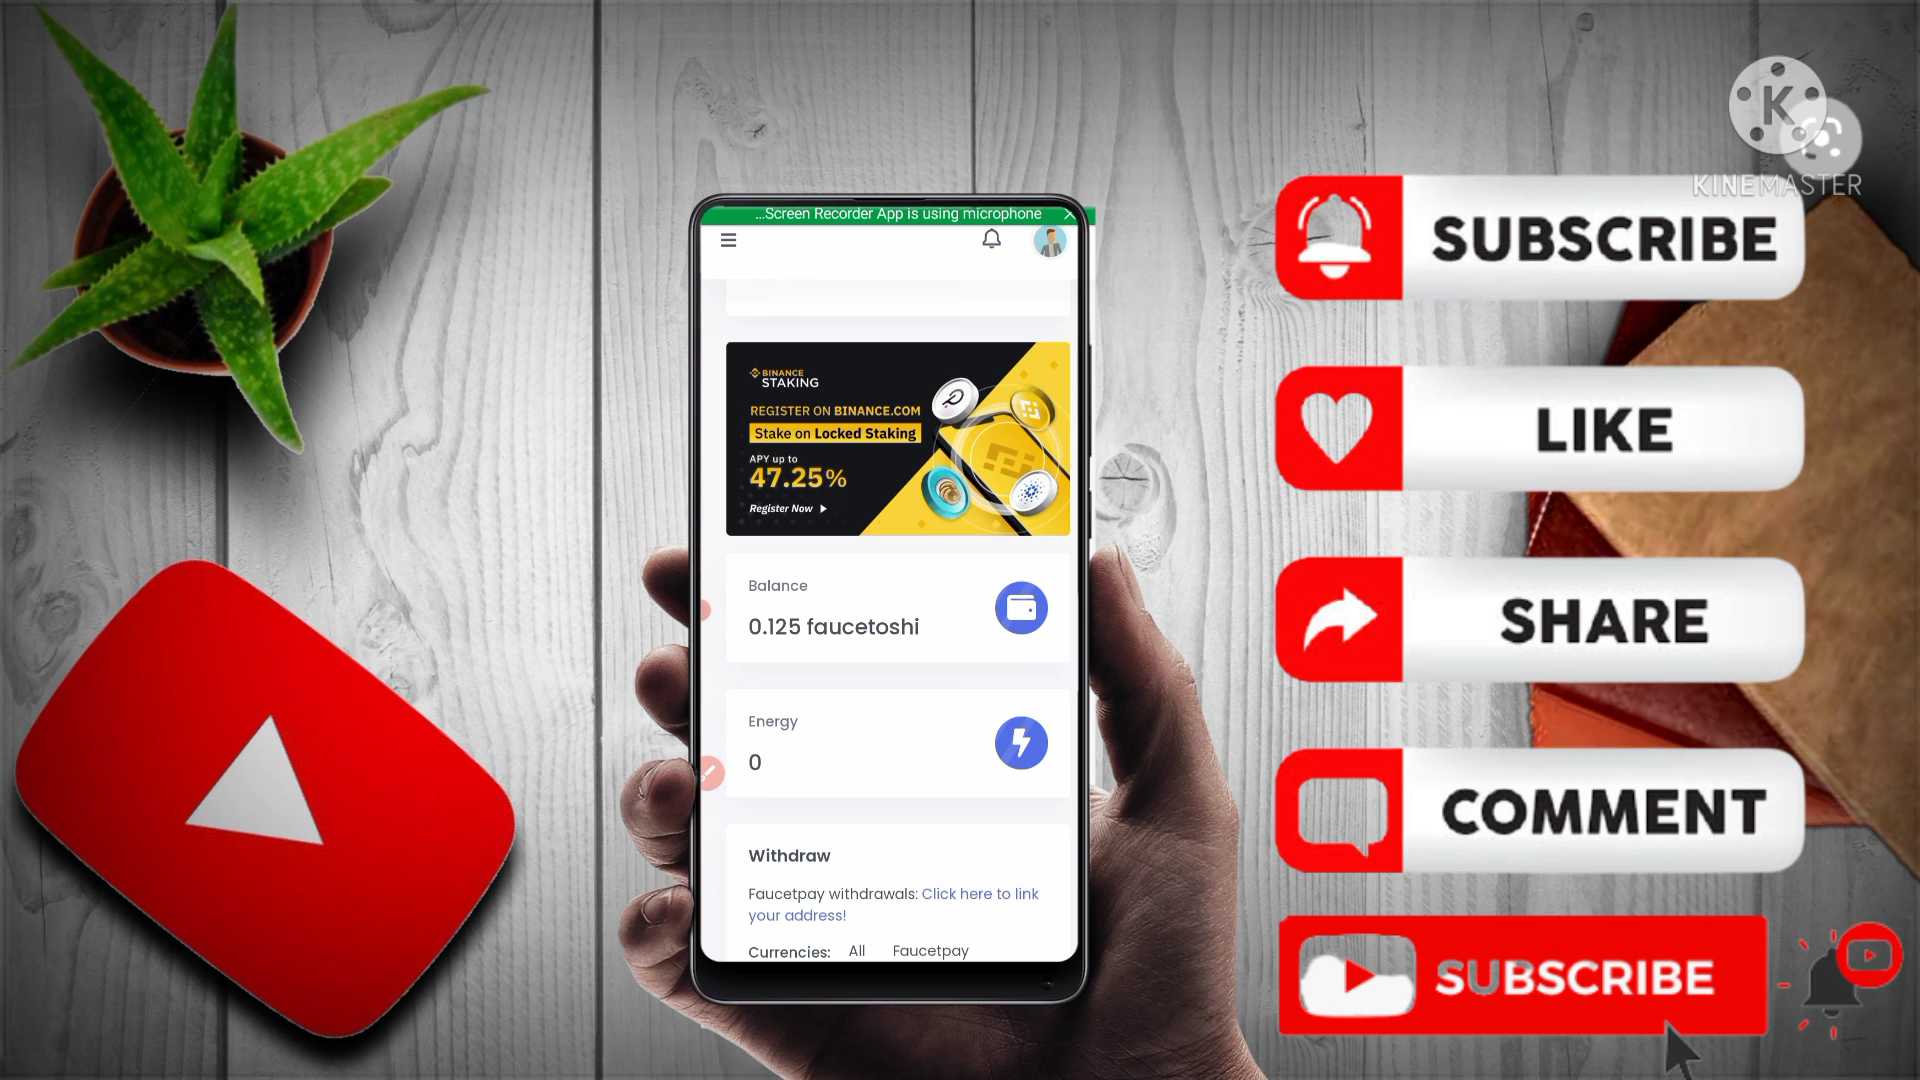 ...Screen Recorder App is using microphone
BINANCE
STAKING
REGISTER ON BINANCE.COM
Stake on Locked Staking
APY up to
47.25%
Register Now
Balance
0.125 faucetoshi
Energy
0
Withdraw
Faucetpay withdrawals: Click here to link
your address!
Currencies: All Faucetpay
K
KINEMASTER
SUBSCRIBE
LIKE
SHARE
COMMENT
SUBSCRIBE